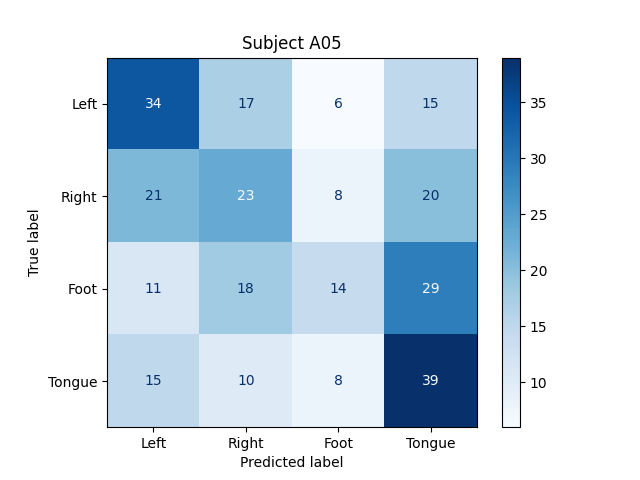 Subject A05
True label
Left 34 17 6 15
Right 21 23 8 20
Foot 11 18 14 29
Tongue 15 10 8 39
Left Right Foot Tongue
Predicted label
35
30
25
20
15
10